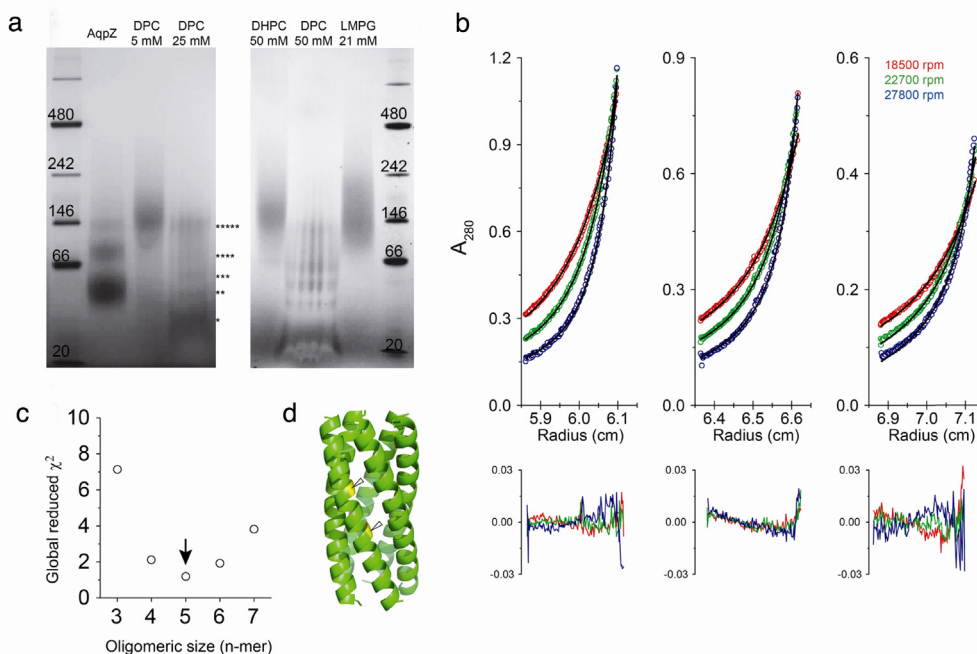 a
AqpZ
DPC
5 mM
DPC
25 mM
DHPC
50 mM
DPC
50 mM
LMPG
21 mM
480
242
146
66
20
*****
****
***
**
*
480
242
146
66
20
b
18500 rpm
22700 rpm
27800 rpm
A280
1.2
0.9
0.6
0.3
0.0
5.9 6.0 6.1
Radius (cm)
0.9
0.6
0.3
0.0
6.4 6.5 6.6
Radius (cm)
0.6
0.4
0.2
0.0
6.9 7.0 7.1
Radius (cm)
0.03
0.00
-0.03
0.03
0.00
-0.03
0.03
0.00
-0.03
c
Global reduced χ2
10
8
6
4
2
0
3 4 5 6 7
Oligomeric size (n-mer)
d